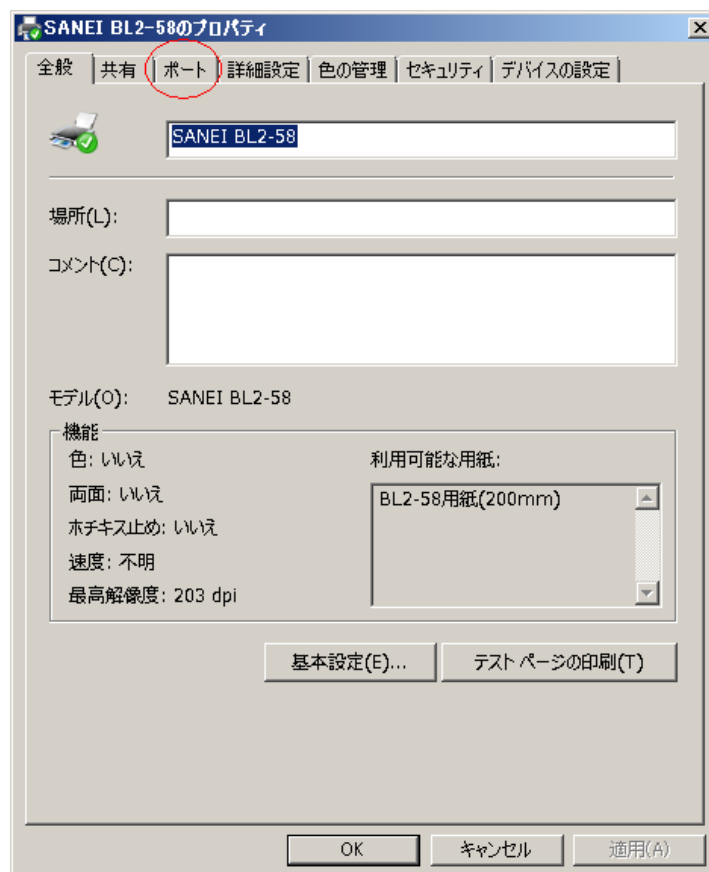 SANEI BL2-58のプロパティ
全般 共有 ポート 詳細設定 色の管理 セキュリティ デバイスの設定
SANEI BL2-58
場所(L):
コメント(C):
モデル(O): SANEI BL2-58
機能
色: いいえ 利用可能な用紙:
両面: いいえ BL2-58用紙(200mm)
ホチキス止め: いいえ
速度: 不明
最高解像度: 203 dpi
基本設定(E)... テスト ページの印刷(T)
OK キャンセル 適用(A)